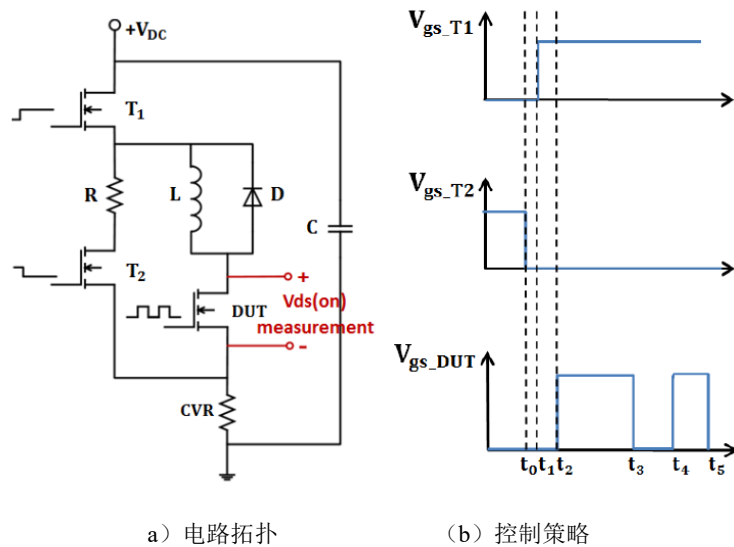 +VDC
T1
R
L
D
C
T2
DUT
+
Vds(on)
measurement
-
CVR
Vgs_T1
Vgs_T2
Vgs_DUT
t0 t1 t2 t3 t4 t5
a）电路拓扑
（b）控制策略